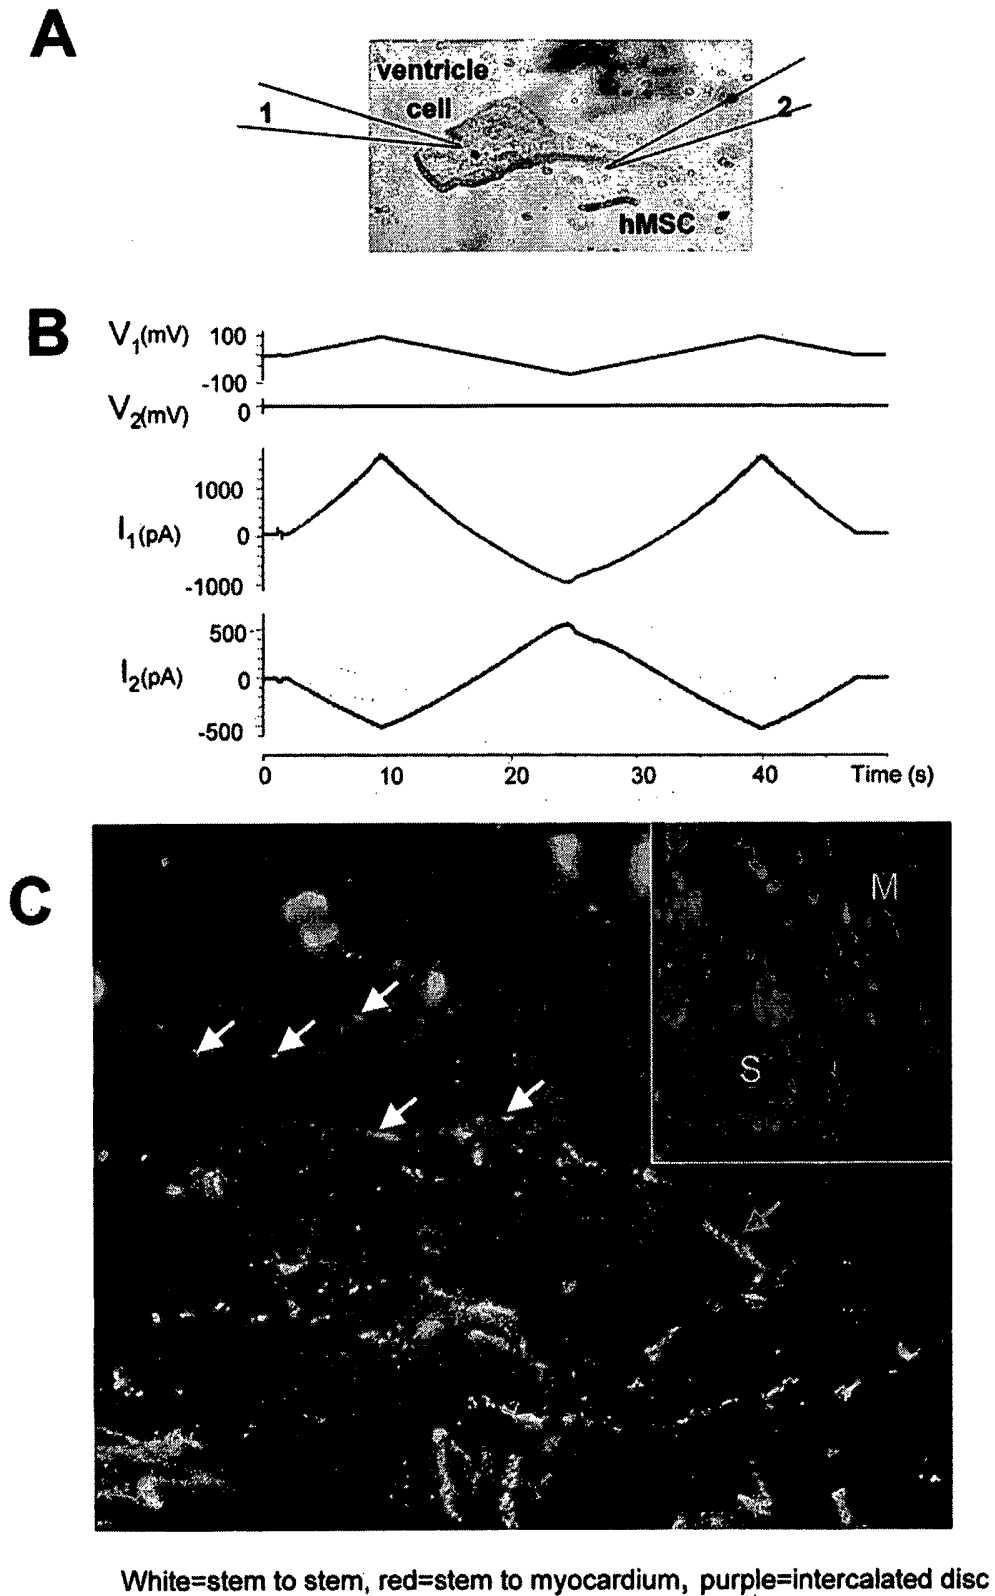 A
ventricle
cell
1
2
hMSC
B
V1(mV) 100
-100
V2(mV) 0
1000
I1(pA) 0
-1000
500
I2(pA) 0
-500
0 10 20 30 40 Time (s)
C
M
S
White=stem to stem, red=stem to myocardium, purple=intercalated disc